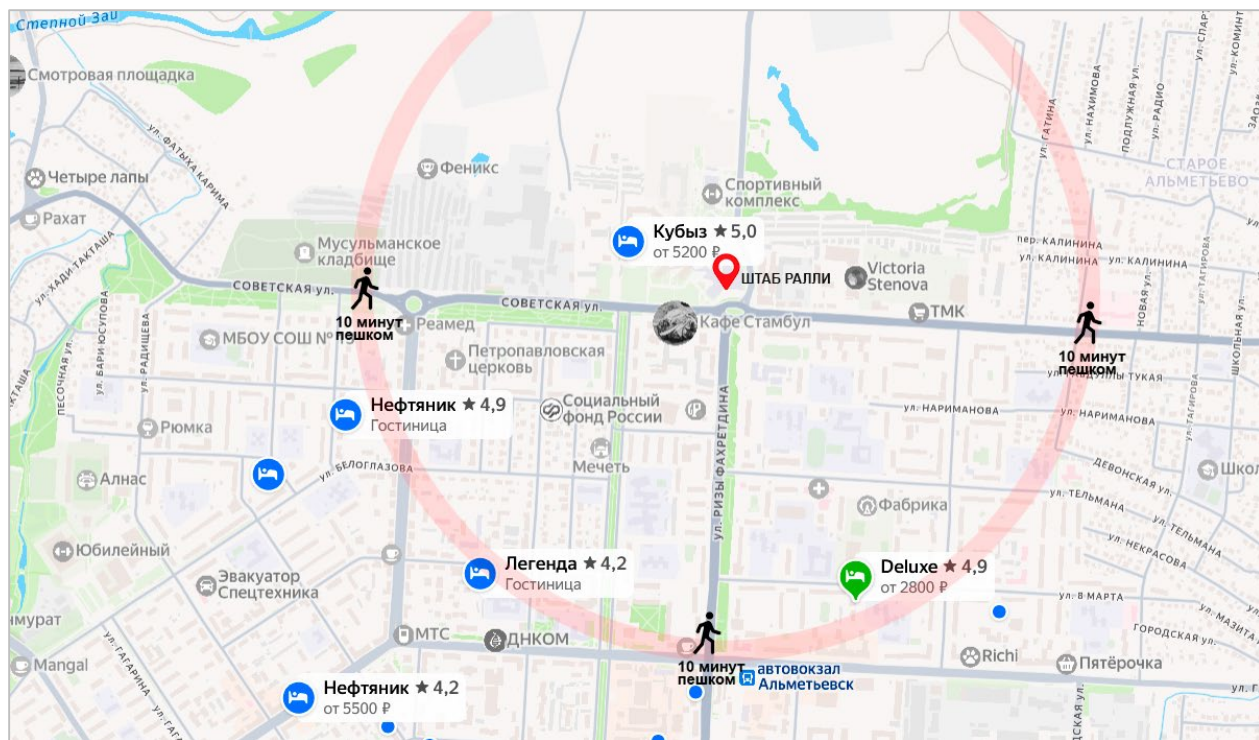 Степной Зай
Смотровая площадка
ул. ФАТЫХА КАРИМА
Четыре лапы
Рахат
ул. ХАДИ ТАКТАША
Мусульманское
кладбище
Феникс
Спортивный
комплекс
Кубыз ★ 5,0
от 5200 ₽
ШТАБ РАЛЛИ
Victoria
Stenova
ТМК
СОВЕТСКАЯ ул.
СОВЕТСКАЯ ул.
Кафе Стамбул
10 минут
пешком
Реамед
МБОУ СОШ №
Петропавловская
церковь
ПЕСОЧНАЯ ул.
ул. БАРИ ЮСУПОВА
ул. РАДИЩЕВА
ТАКТАША
Нефтяник ★ 4,9
Гостиница
Социальный
фонд России
Мечеть
Рюмка
Алнас
ул. БЕЛОГЛАЗОВА
Юбилейный
Эвакуатор
Спецтехника
Легенда ★ 4,2
Гостиница
ул. РИЗЫ ФАХРЕТДИНА
Фабрика
Deluxe ★ 4,9
от 2800 ₽
МТС
ДНКОМ
Mangal
ул. ГАГАРИНА
Нефтяник ★ 4,2
от 5500 ₽
10 минут
пешком
автовокзал
Альметьевск
Richi
Пятёрочка
ул. 8 МАРТА
ГОРОДСКАЯ ул.
ул. НЕКРАСОВА
ул. ТЕЛЬМАНА
ул. ТЕЛЬМАНА
ДЕВОНСКАЯ ул.
ул. НАРИМАНОВА
ул. НАРИМАНОВА
10 минут
пешком
НОВАЯ ул.
ШКОЛЬНАЯ ул.
ул. ТАГИРОВА
ул. ТАГИРОВА
пер. КАЛИНИНА
ул. КАЛИНИНА
СТАРОЕ
АЛЬМЕТЬЕВО
ул. ГАТИНА
ул. НАХИМОВА
ПОДЛУЖНАЯ ул.
ул. РАДИО